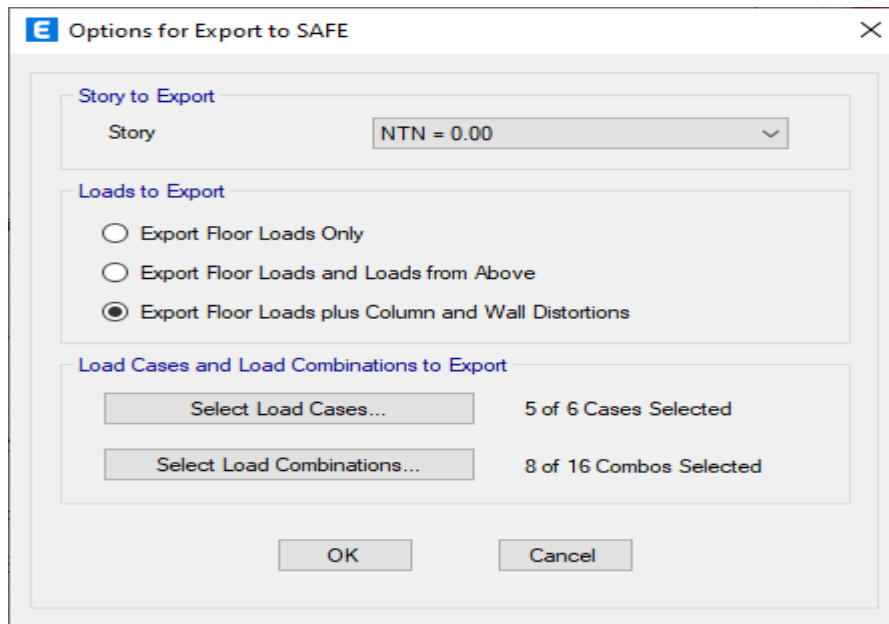 E Options for Export to SAFE
Story to Export
Story NTN = 0.00
Loads to Export
Export Floor Loads Only
Export Floor Loads and Loads from Above
Export Floor Loads plus Column and Wall Distortions
Load Cases and Load Combinations to Export
Select Load Cases... 5 of 6 Cases Selected
Select Load Combinations... 8 of 16 Combos Selected
OK Cancel